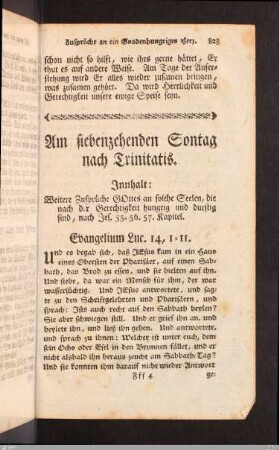 Zusprüche an ein Gnadenhungriges Herz. 823
schon nicht so hilft, wie ihrs gerne hättet, Er
thut es auf andere Weise. Am Tage der Aufer-
stehung wird Er alles wieder zusamen bringen,
was zusamen gehört. Da wird Herrlichkeit und
Gerechtigkeit unsere ewige Speise seyn.
Am siebenzehenden Sontag
nach Trinitatis.
Innhalt:
Weitere Zusprüche GOttes an solche Seelen, die
nach der Gerechtigkeit hungrig und durstig
sind, nach Jes. 55. 56. 57. Kapitel.
Evangelium Luc. 14, 1-11.
Und es begab sich, daß JEsus kam in ein Haus
eines Obersten der Pharisäer, auf einen Sab-
bath, das Brod zu essen, und sie hielten auf ihn.
Und siehe, da war ein Mensch für ihm, der war
wassersüchtig. Und JEsus antwortete, und sag-
te zu den Schriftgelehrten und Pharisäern, und
sprach: Ists auch recht auf den Sabbath heylen?
Sie aber schwiegen still. Und er grief ihn an, und
heylete ihn, und ließ ihn gehen. Und antwortete,
und sprach zu ihnen: Welcher ist unter euch, dem
sein Ochs oder Esel in den Brunnen fället, und er
nicht alsbald ihn heraus zeucht am Sabbath-Tag?
Und sie konnten ihm darauf nicht wieder Antwort
Fff 4 ge-